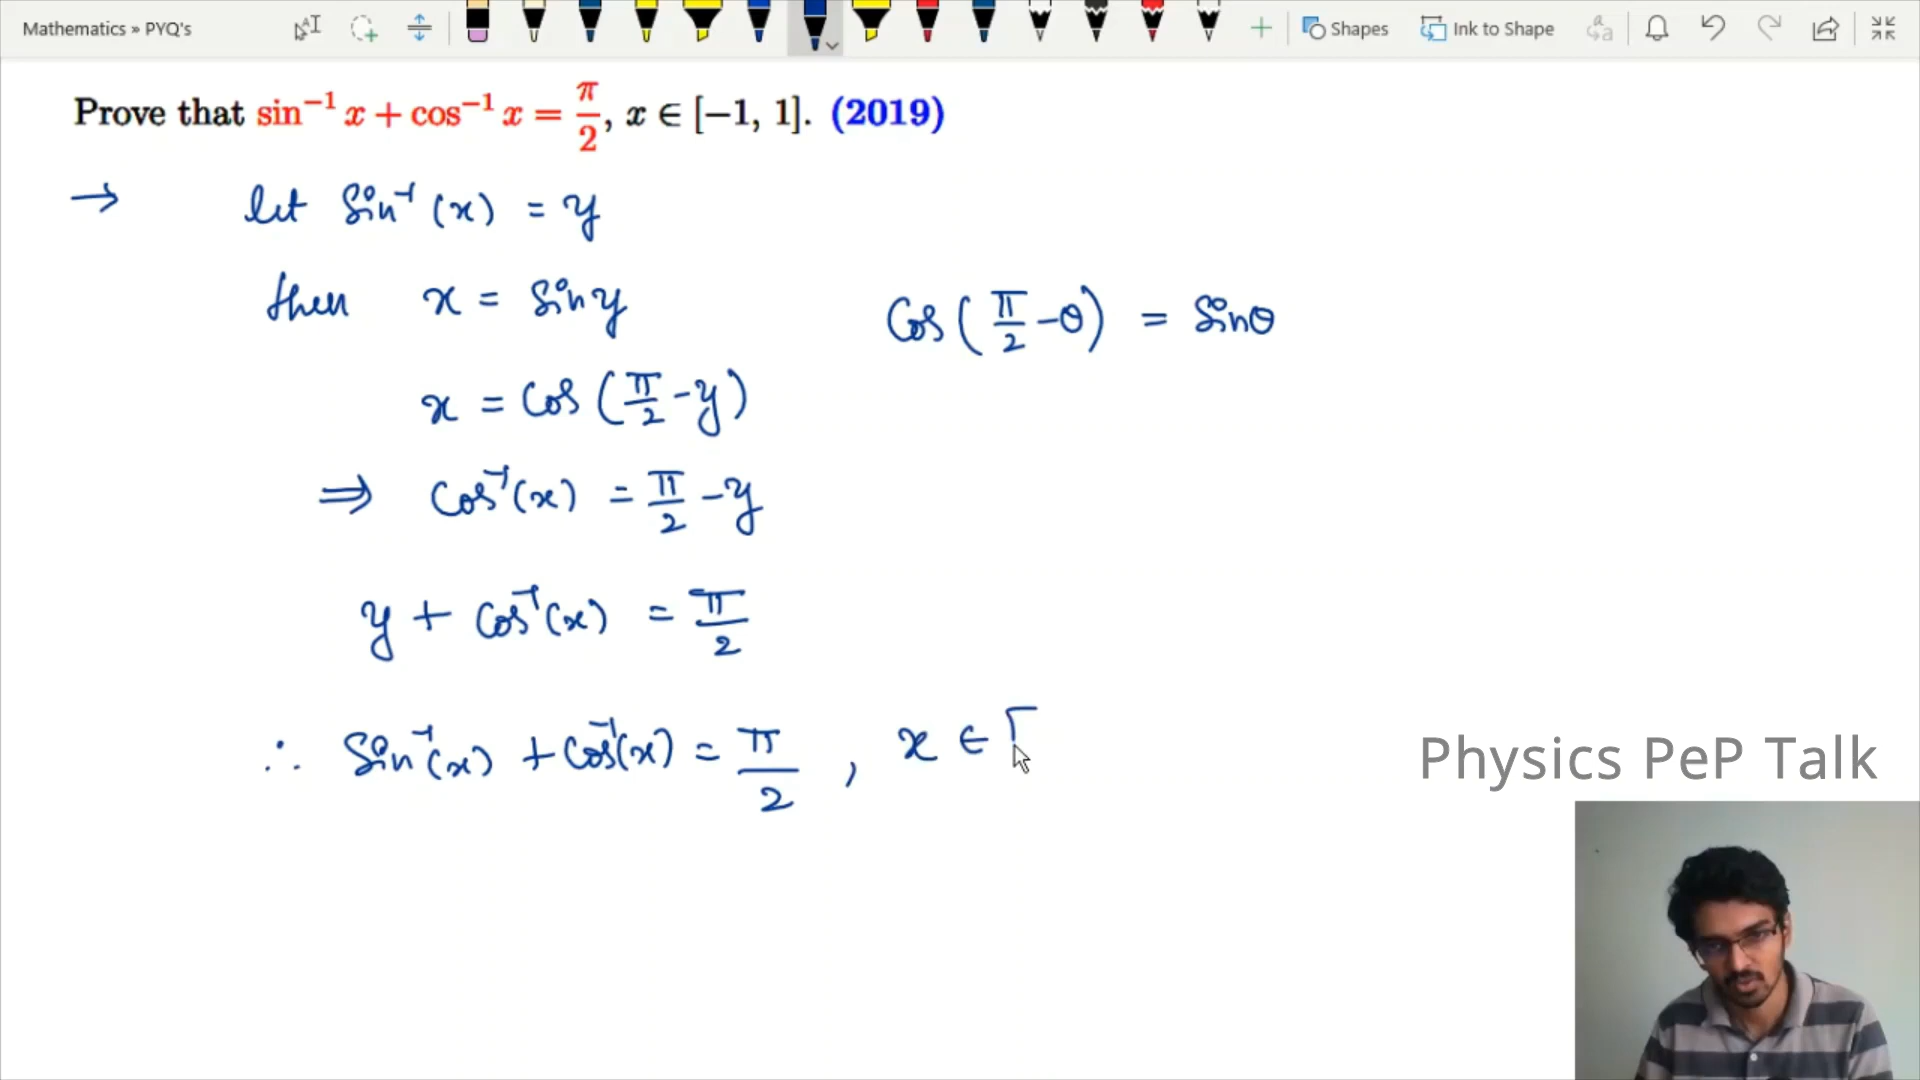 Mathematics » PYQ's
Shapes
Ink to Shape
Prove that sin⁻¹ x + cos⁻¹ x = π/2, x ∈ [−1, 1]. (2019)
→ let Sin⁻¹(x) = y
then x = Sin y
Cos(π/2 − θ) = Sinθ
x = Cos(π/2 − y)
⇒ Cos⁻¹(x) = π/2 − y
y + Cos⁻¹(x) = π/2
∴ Sin⁻¹(x) + Cos⁻¹(x) = π/2 , x ∈ [
Physics PeP Talk